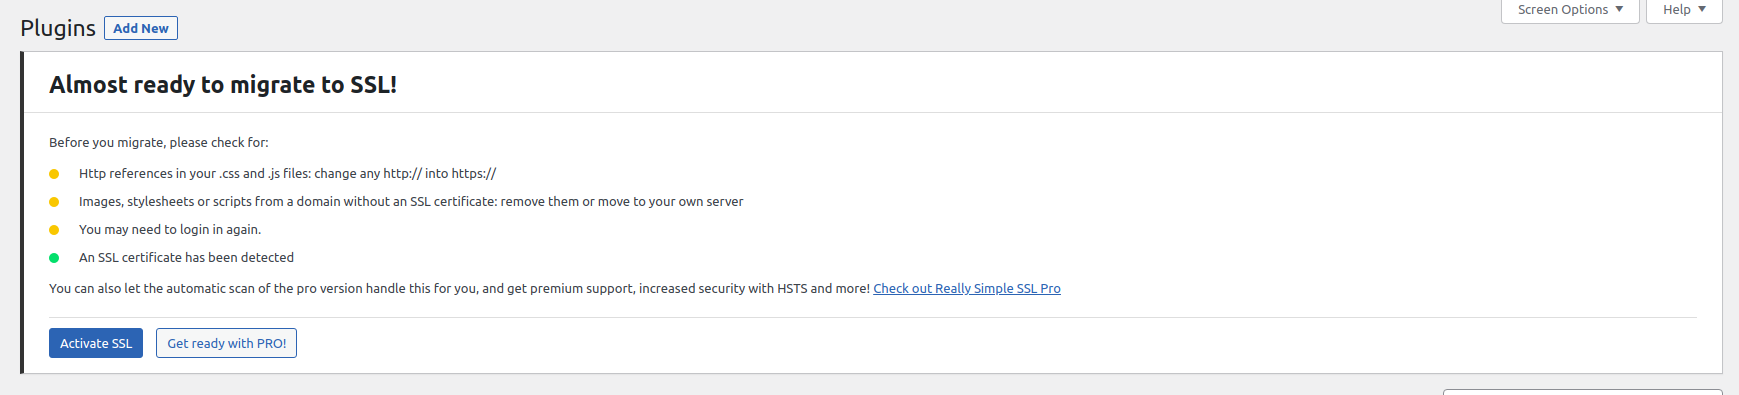 Screen Options
Help
Plugins Add New
Almost ready to migrate to SSL!
Before you migrate, please check for:
Http references in your .css and .js files: change any http:// into https://
Images, stylesheets or scripts from a domain without an SSL certificate: remove them or move to your own server
You may need to login in again.
An SSL certificate has been detected
You can also let the automatic scan of the pro version handle this for you, and get premium support, increased security with HSTS and more! Check out Really Simple SSL Pro
Activate SSL Get ready with PRO!